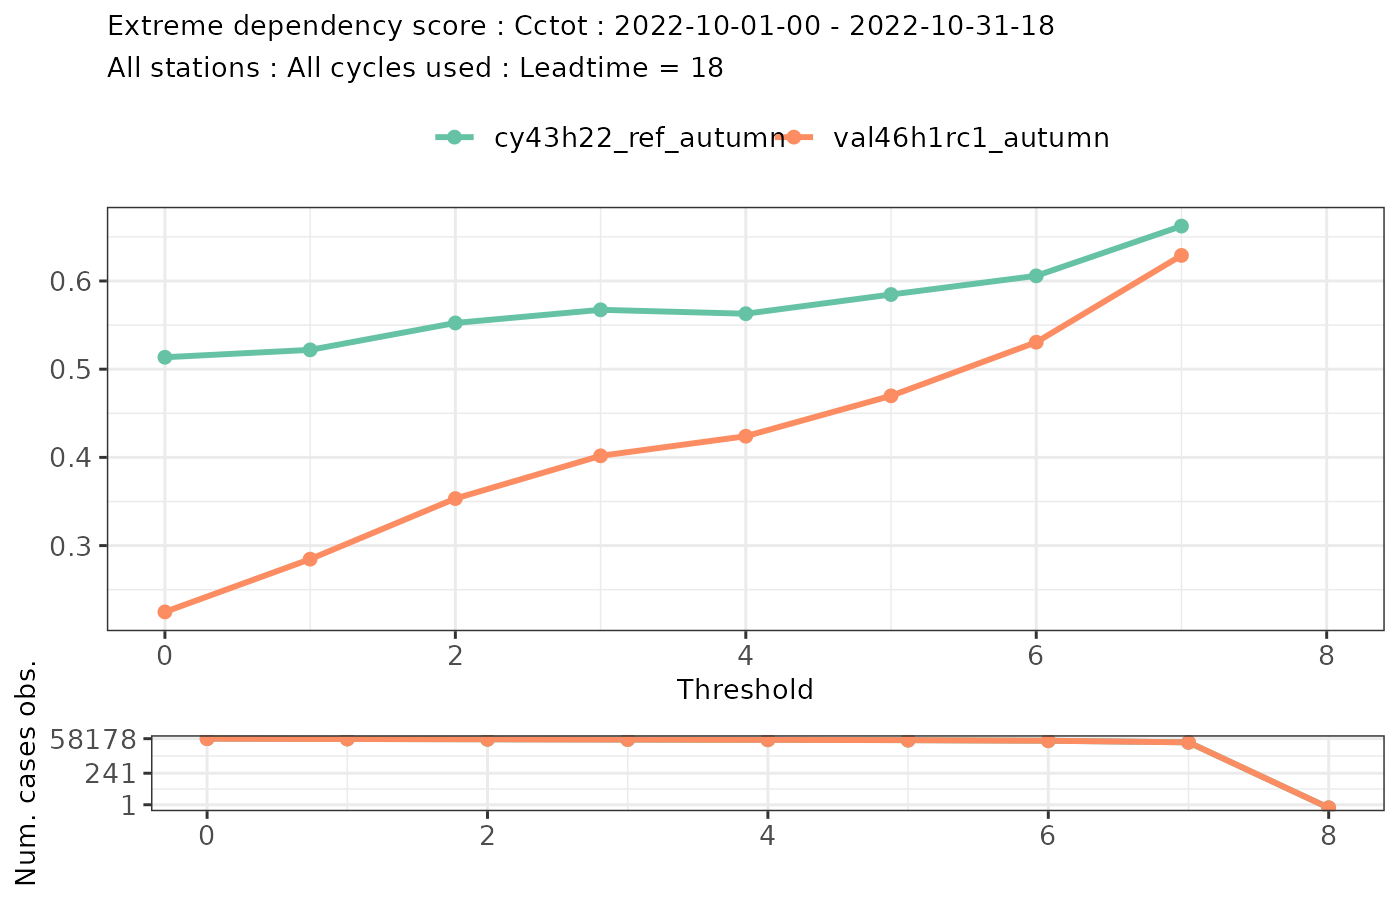 Extreme dependency score : Cctot : 2022-10-01-00 - 2022-10-31-18
All stations : All cycles used : Leadtime = 18
cy43h22_ref_autumn val46h1rc1_autumn
0.6
0.5
0.4
0.3
0 2 4 6 8
Threshold
Num. cases obs.
58178
241
1
0 2 4 6 8